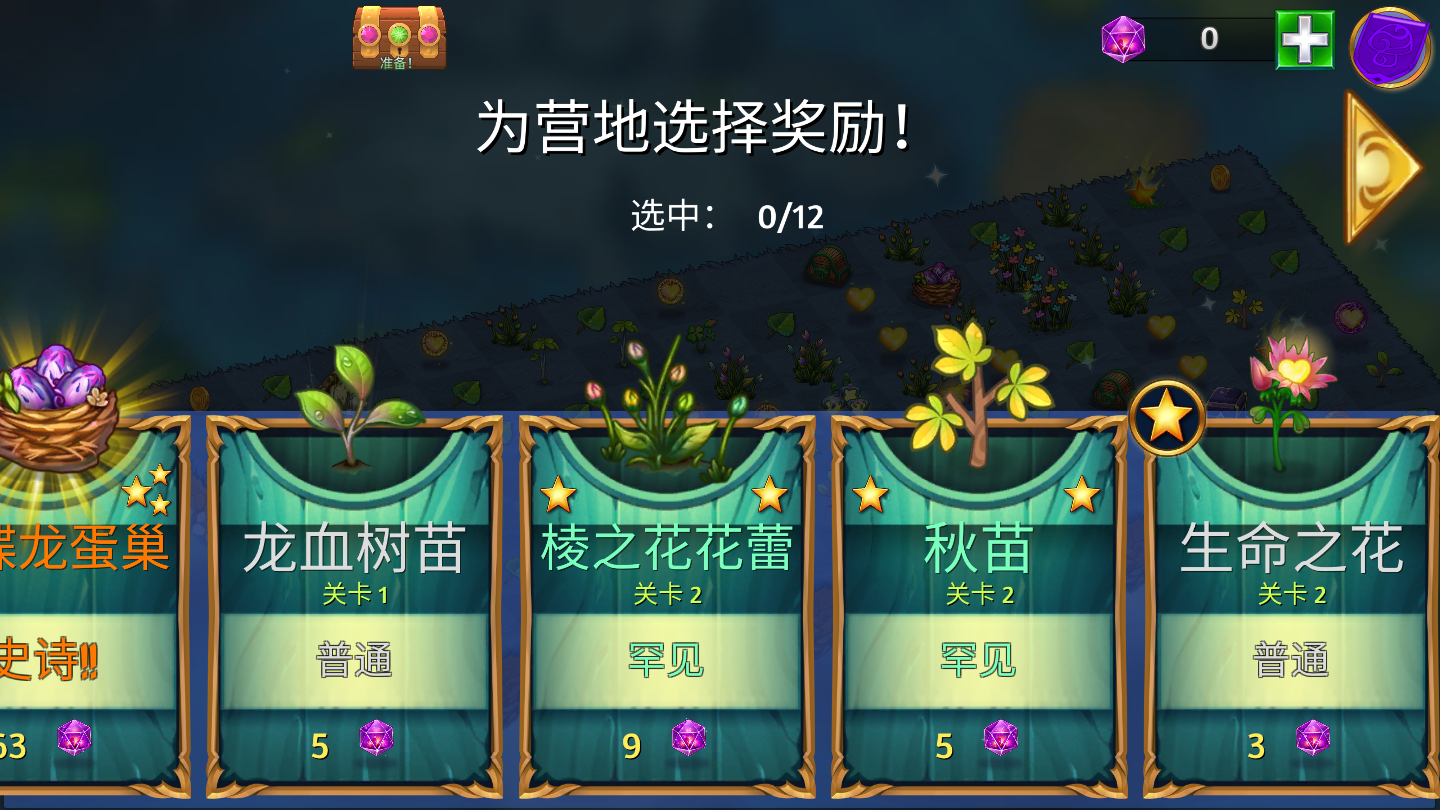 准备！
0
为营地选择奖励！
选中： 0/12
龙蛋巢
史诗!!
63
龙血树苗
关卡 1
普通
5
棱之花花蕾
关卡 2
罕见
9
秋苗
关卡 2
罕见
5
生命之花
关卡 2
普通
3